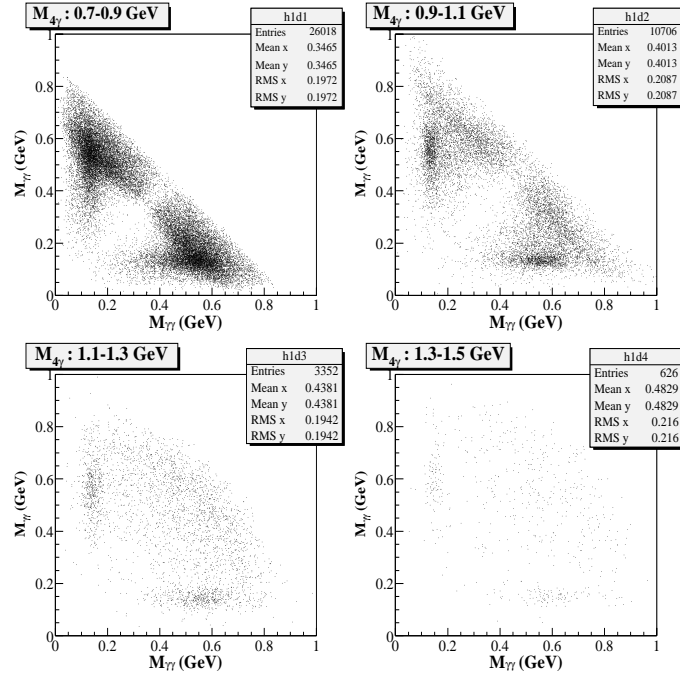 M4γ : 0.7-0.9 GeV
h1d1
Entries 26018
Mean x 0.3465
Mean y 0.3465
RMS x 0.1972
RMS y 0.1972
Mγγ (GeV)
1
0.8
0.6
0.4
0.2
0
0 0.2 0.4 0.6 0.8 1
Mγγ (GeV)
M4γ : 0.9-1.1 GeV
h1d2
Entries 10706
Mean x 0.4013
Mean y 0.4013
RMS x 0.2087
RMS y 0.2087
Mγγ (GeV)
1
0.8
0.6
0.4
0.2
0
0 0.2 0.4 0.6 0.8 1
Mγγ (GeV)
M4γ : 1.1-1.3 GeV
h1d3
Entries 3352
Mean x 0.4381
Mean y 0.4381
RMS x 0.1942
RMS y 0.1942
Mγγ (GeV)
1
0.8
0.6
0.4
0.2
0
0 0.2 0.4 0.6 0.8 1
Mγγ (GeV)
M4γ : 1.3-1.5 GeV
h1d4
Entries 626
Mean x 0.4829
Mean y 0.4829
RMS x 0.216
RMS y 0.216
Mγγ (GeV)
1
0.8
0.6
0.4
0.2
0
0 0.2 0.4 0.6 0.8 1
Mγγ (GeV)